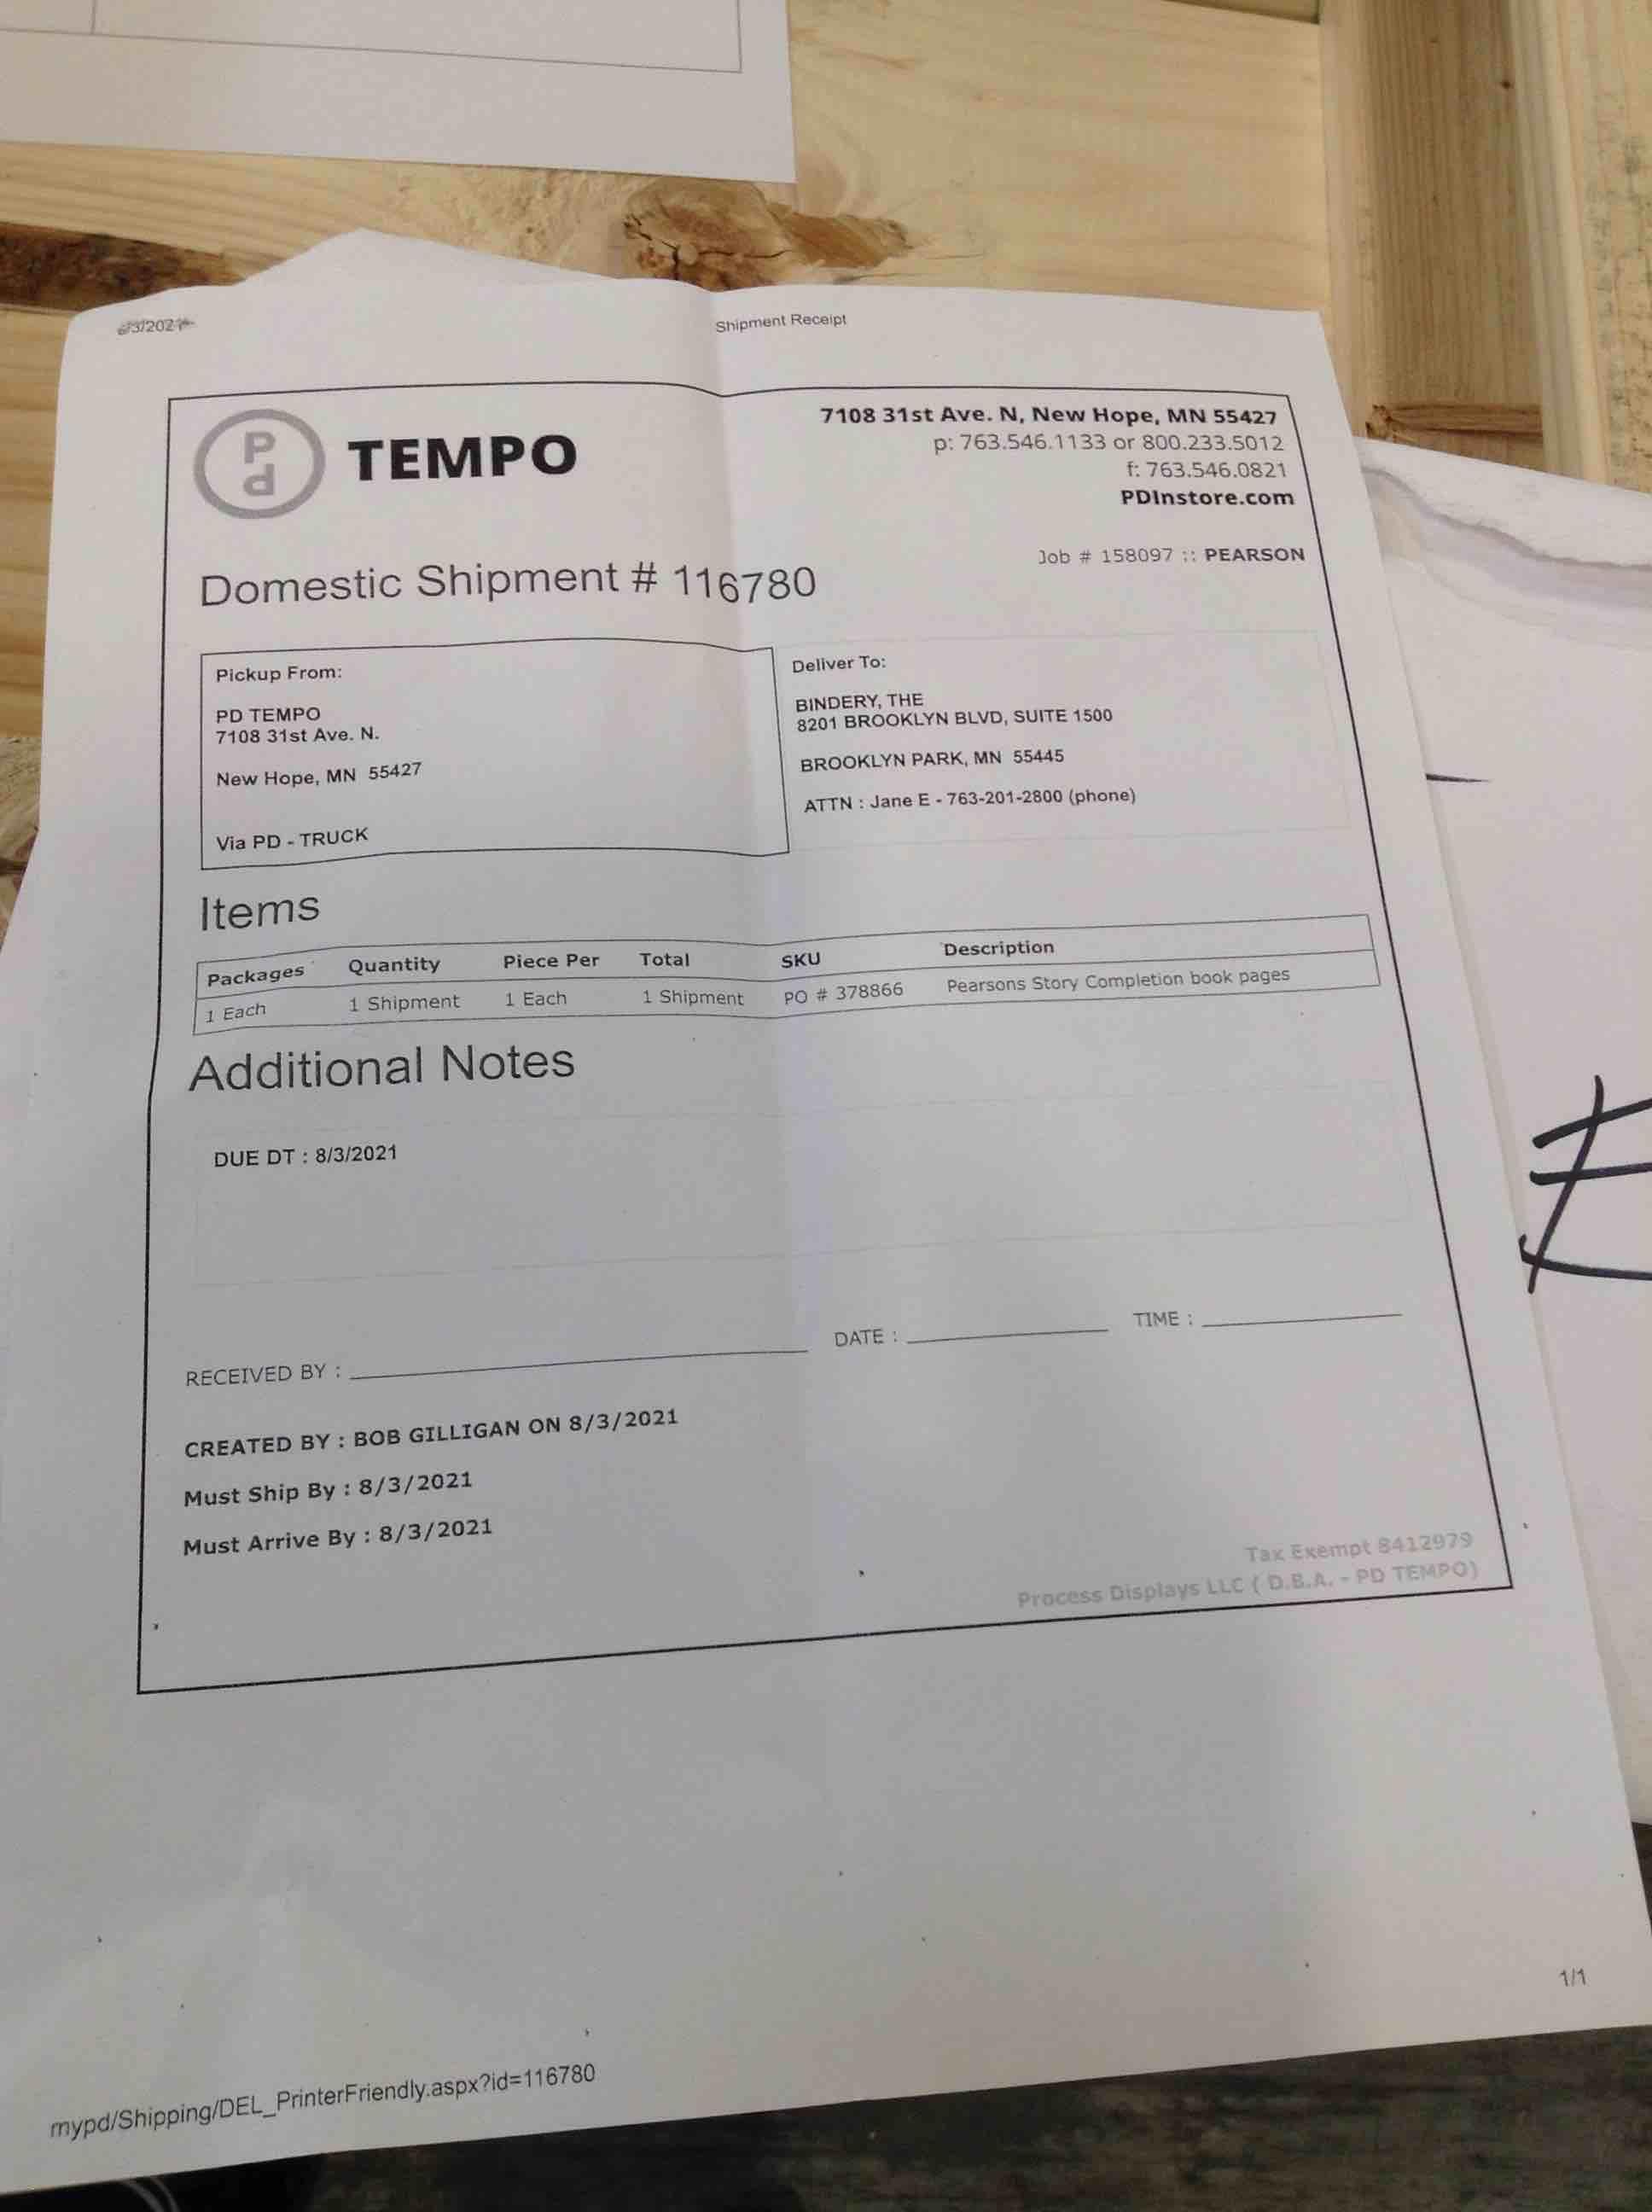 Shipment Receipt
Pd TEMPO
7108 31st Ave. N, New Hope, MN 55427
p: 763.546.1133 or 800.233.5012
f: 763.546.0821
PDInstore.com
Job # 158097 :: PEARSON
Domestic Shipment # 116780
Pickup From:
PD TEMPO
7108 31st Ave. N.
New Hope, MN 55427
Via PD - TRUCK
Deliver To:
BINDERY, THE
8201 BROOKLYN BLVD, SUITE 1500
BROOKLYN PARK, MN 55445
ATTN : Jane E - 763-201-2800 (phone)
Items
Packages Quantity Piece Per Total SKU Description
1 Each 1 Shipment 1 Each 1 Shipment PO # 378866 Pearsons Story Completion book pages
Additional Notes
DUE DT : 8/3/2021
RECEIVED BY : DATE : TIME :
CREATED BY : BOB GILLIGAN ON 8/3/2021
Must Ship By : 8/3/2021
Must Arrive By : 8/3/2021
Tax Exempt 8412979
Process Displays LLC ( D.B.A. - PD TEMPO)
1/1
mypd/Shipping/DEL_PrinterFriendly.aspx?id=116780